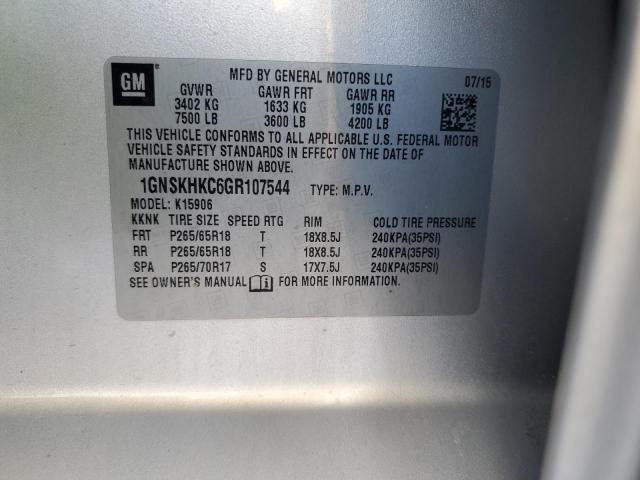 GM
MFD BY GENERAL MOTORS LLC 07/15
GVWR GAWR FRT GAWR RR
3402 KG 1633 KG 1905 KG
7500 LB 3600 LB 4200 LB
THIS VEHICLE CONFORMS TO ALL APPLICABLE U.S. FEDERAL MOTOR
VEHICLE SAFETY STANDARDS IN EFFECT ON THE DATE OF
MANUFACTURE SHOWN ABOVE.
1GNSKHKC6GR107544 TYPE: M.P.V.
MODEL: K15906
KKNK TIRE SIZE SPEED RTG RIM COLD TIRE PRESSURE
FRT P265/65R18 T 18X8.5J 240KPA(35PSI)
RR P265/65R18 T 18X8.5J 240KPA(35PSI)
SPA P265/70R17 S 17X7.5J 240KPA(35PSI)
SEE OWNER'S MANUAL FOR MORE INFORMATION.